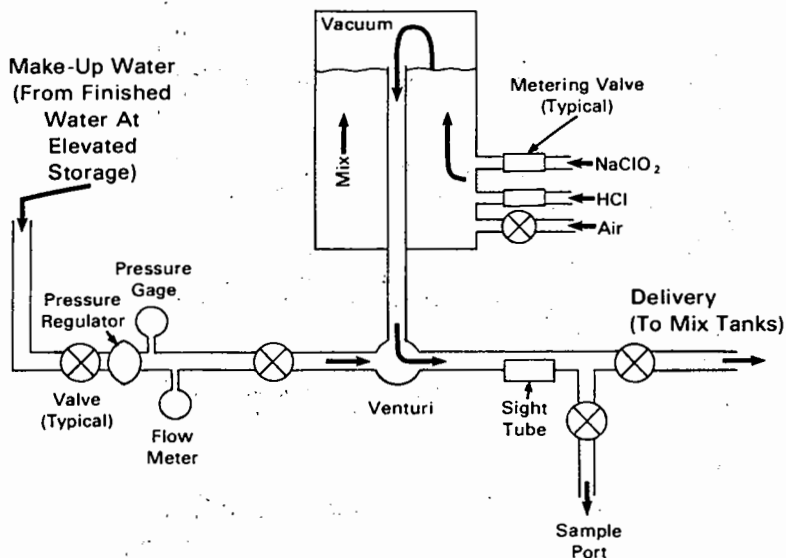 Vacuum
Make-Up Water
(From Finished
Water At
Elevated
Storage)
Metering Valve
(Typical)
NaClO₂
HCl
Air
Mix
Pressure
Gage
Pressure
Regulator
Delivery
(To Mix Tanks)
Valve
(Typical)
Flow
Meter
Venturi
Sight
Tube
Sample
Port